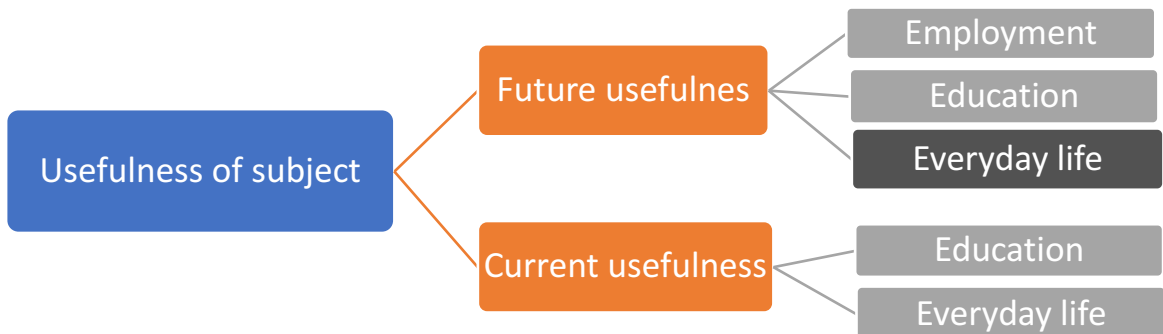 Usefulness of subject
Future usefulnes
Employment
Education
Everyday life
Current usefulness
Education
Everyday life